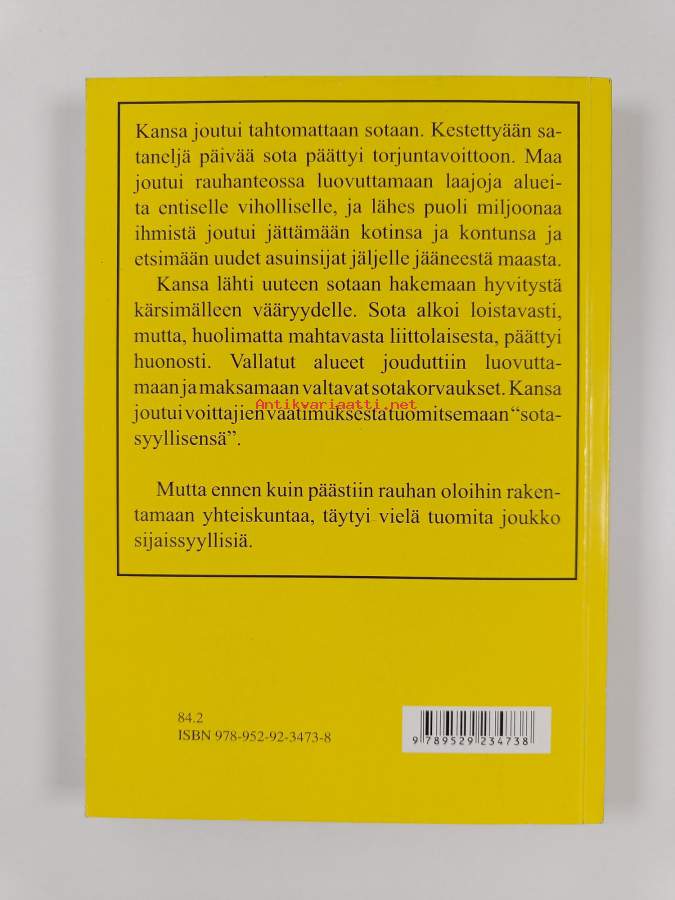 Kansa joutui tahtomattaan sotaan. Kestettyään sa-
taneljä päivää sota päättyi torjuntavoittoon. Maa
joutui rauhanteossa luovuttamaan laajoja aluei-
ta entiselle viholliselle, ja lähes puoli miljoonaa
ihmistä joutui jättämään kotinsa ja kontunsa ja
etsimään uudet asuinsijat jäljelle jääneestä maasta.
Kansa lähti uuteen sotaan hakemaan hyvitystä
kärsimälleen vääryydelle. Sota alkoi loistavasti,
mutta, huolimatta mahtavasta liittolaisesta, päättyi
huonosti. Vallatut alueet jouduttiin luovutta-
maan ja maksamaan valtavat sotakorvaukset. Kansa
Antikvariaatti.net
joutui voittajien vaatimuksesta tuomitsemaan “sota-
syyllisensä”.
Mutta ennen kuin päästiin rauhan oloihin raken-
tamaan yhteiskuntaa, täytyi vielä tuomita joukko
sijaissyyllisiä.
84.2
ISBN 978-952-92-3473-8
9 789529 234738